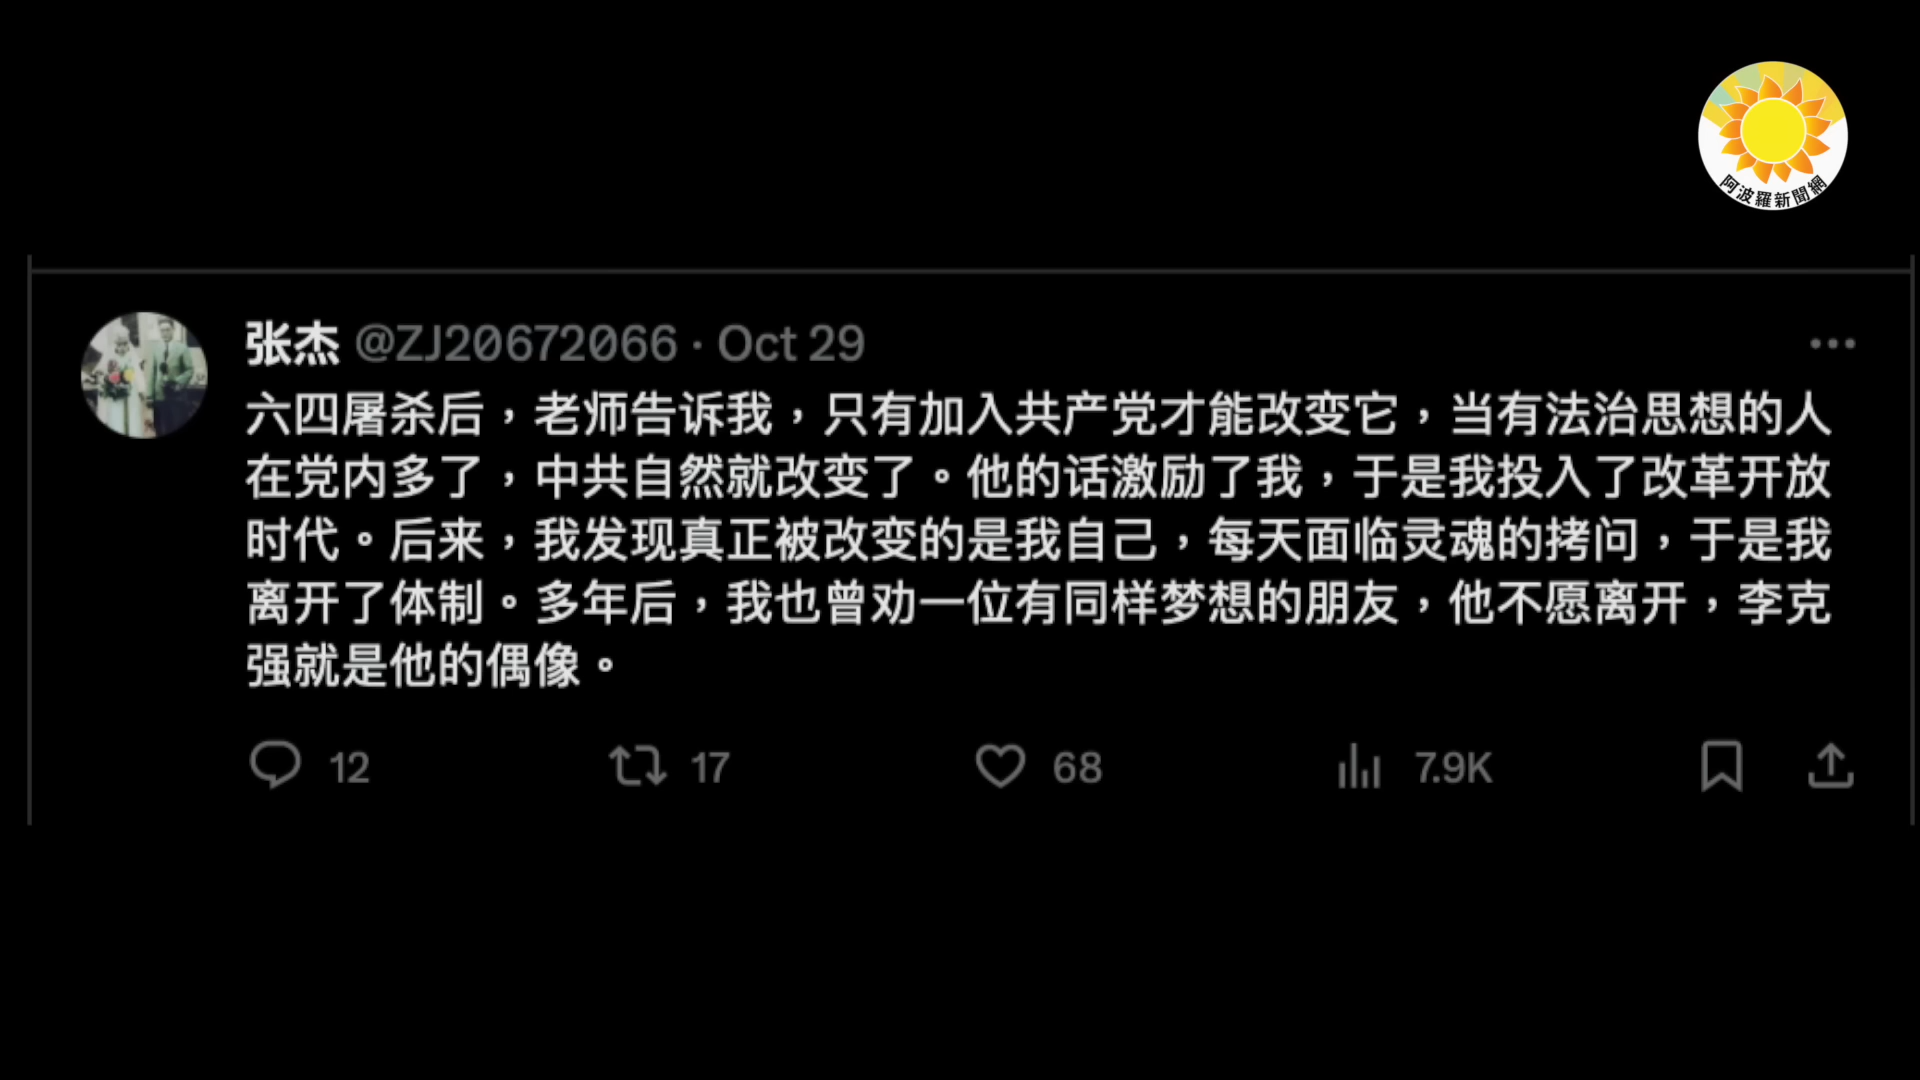 阿波羅新聞網
张杰 @ZJ20672066 · Oct 29
六四屠杀后，老师告诉我，只有加入共产党才能改变它，当有法治思想的人
在党内多了，中共自然就改变了。他的话激励了我，于是我投入了改革开放
时代。后来，我发现真正被改变的是我自己，每天面临灵魂的拷问，于是我
离开了体制。多年后，我也曾劝一位有同样梦想的朋友，他不愿离开，李克
强就是他的偶像。
12 17 68 7.9K